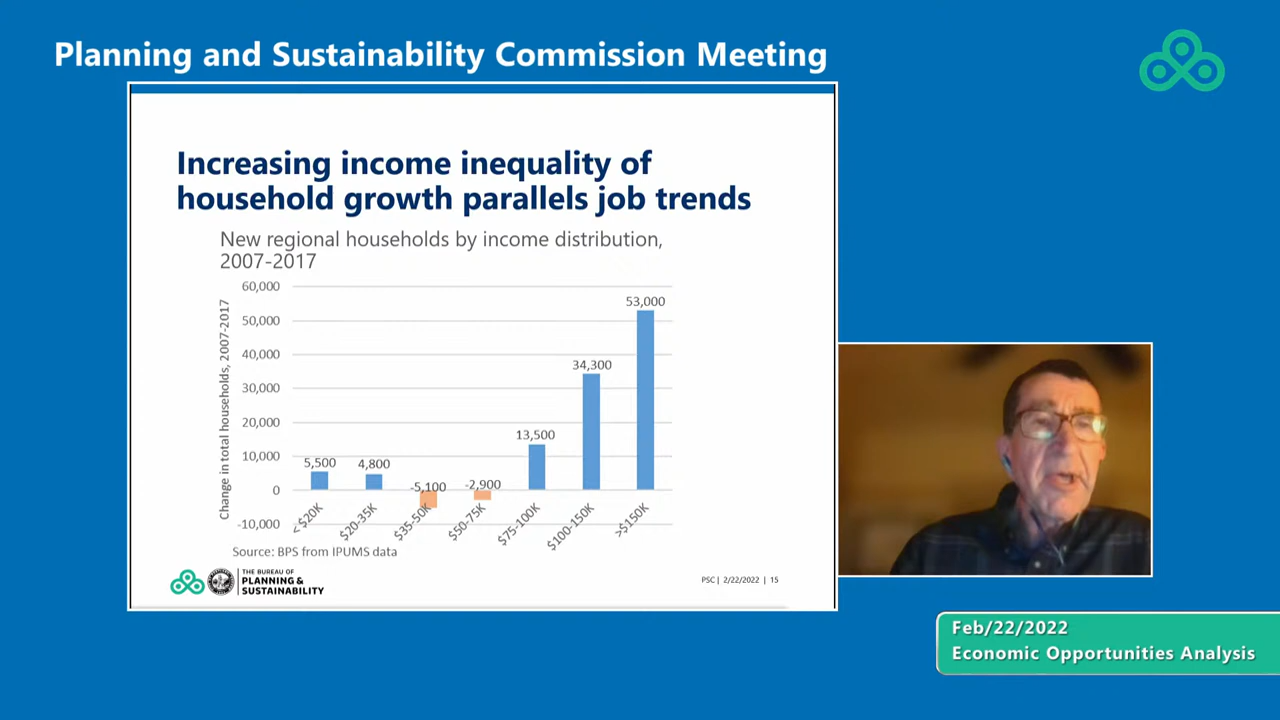 Planning and Sustainability Commission Meeting
Increasing income inequality of
household growth parallels job trends
New regional households by income distribution,
2007-2017
Change in total households, 2007-2017
60,000
50,000
40,000
30,000
20,000
10,000
0
-10,000
5,500
4,800
-5,100
-2,900
13,500
34,300
53,000
< $20K
$20-35K
$35-50K
$50-75K
$75-100K
$100-150K
>$150K
Source: BPS from IPUMS data
THE BUREAU OF
PLANNING &
SUSTAINABILITY
PSC | 2/22/2022 | 15
Feb/22/2022
Economic Opportunities Analysis